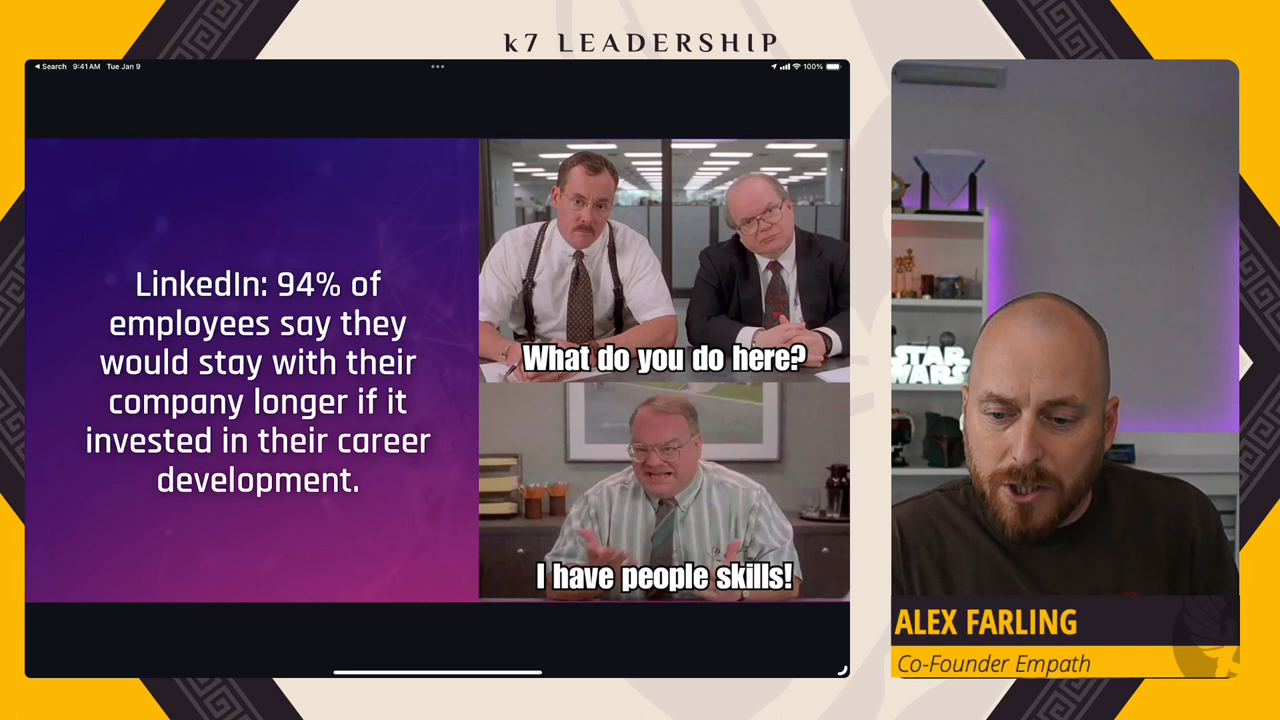 k7 LEADERSHIP
Search 9:41AM Tue Jan 9
100%
LinkedIn: 94% of
employees say they
would stay with their
company longer if it
invested in their career
development.
What do you do here?
I have people skills!
STAR
WARS
ALEX FARLING
Co-Founder Empath